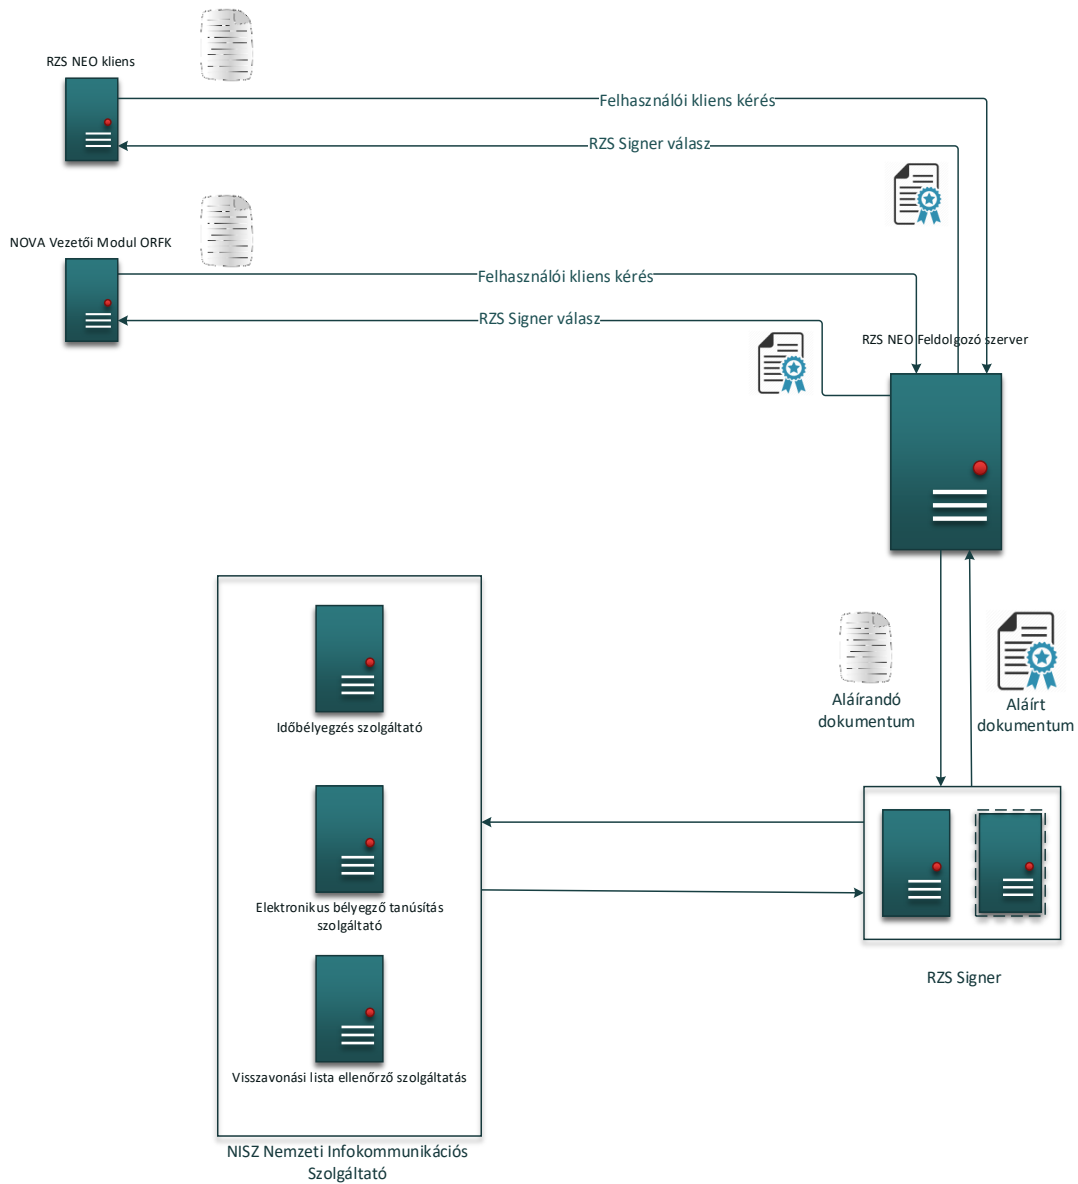 RZS NEO kliens
Felhasználói kliens kérés
RZS Signer válasz
NOVA Vezetői Modul ORFK
Felhasználói kliens kérés
RZS Signer válasz
RZS NEO Feldolgozó szerver
Aláírandó
dokumentum
Aláírt
dokumentum
Időbélyegzés szolgáltató
Elektronikus bélyegző tanúsítás
szolgáltató
RZS Signer
Visszavonási lista ellenőrző szolgáltatás
NISZ Nemzeti Infokommunikációs
Szolgáltató